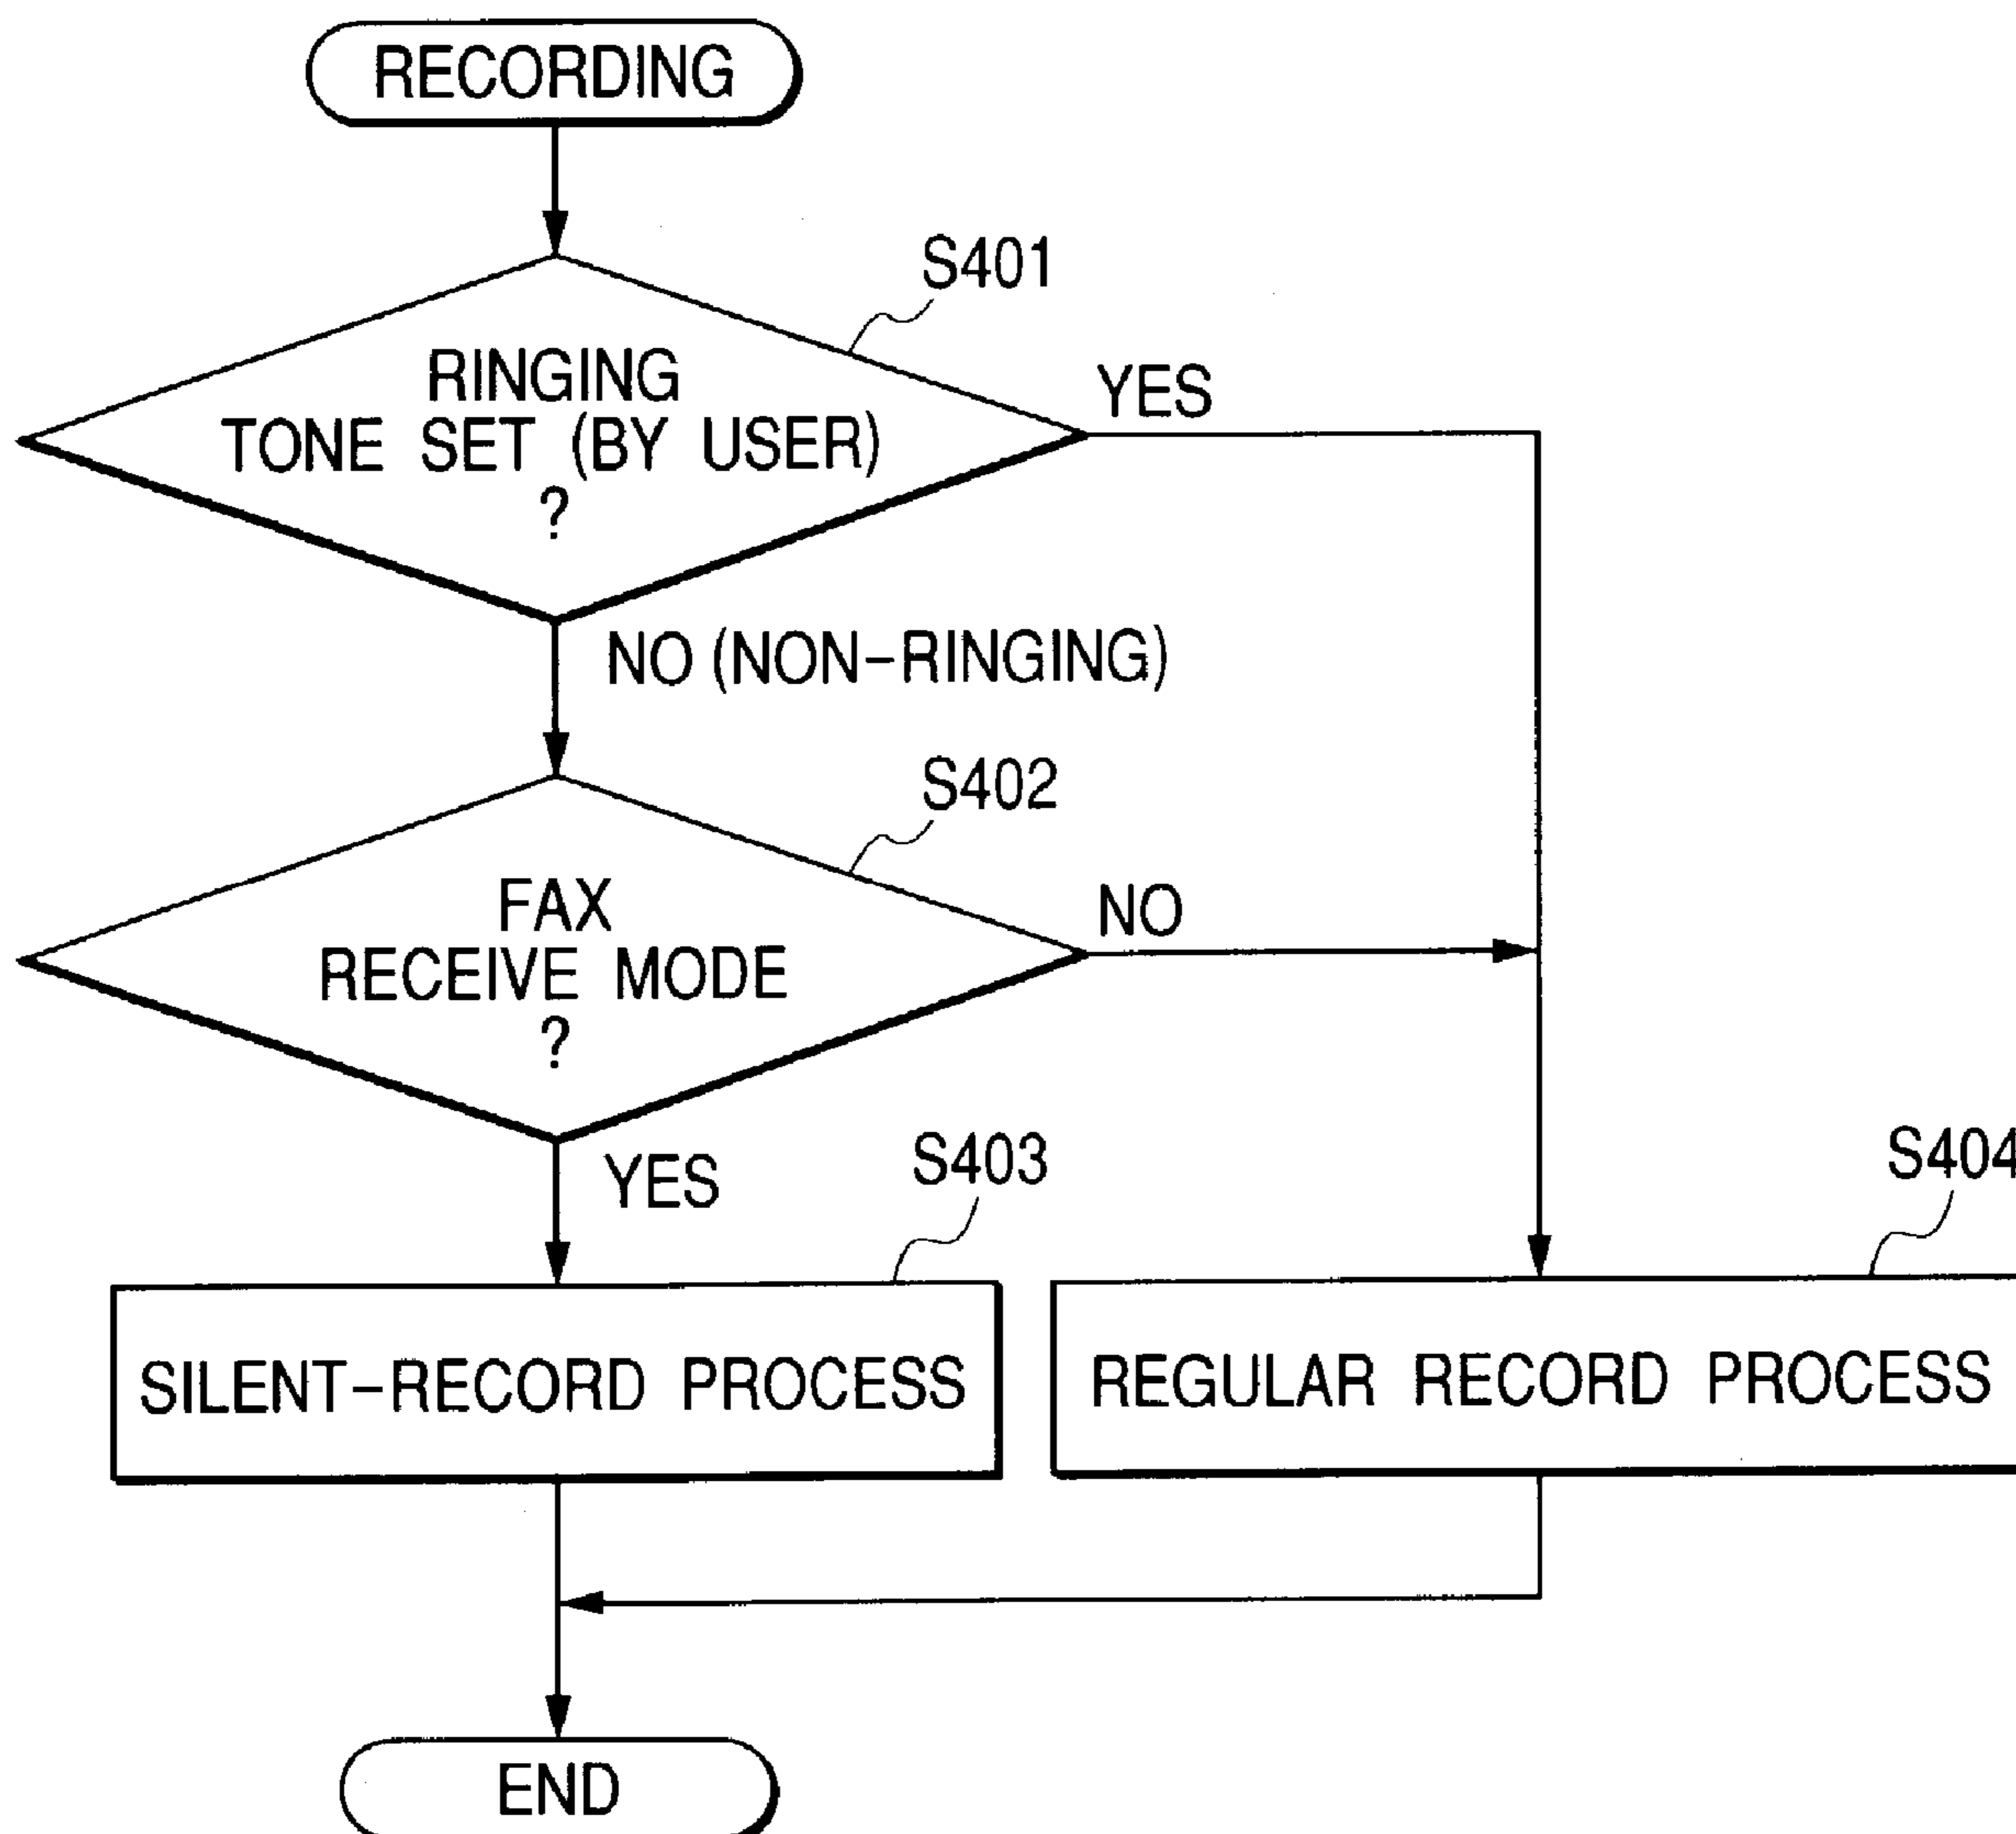 RECORDING
S401
RINGING
TONE SET (BY USER)
?
YES
NO (NON-RINGING)
S402
FAX
RECEIVE MODE
?
NO
YES
S403
S404
SILENT-RECORD PROCESS
REGULAR RECORD PROCESS
END